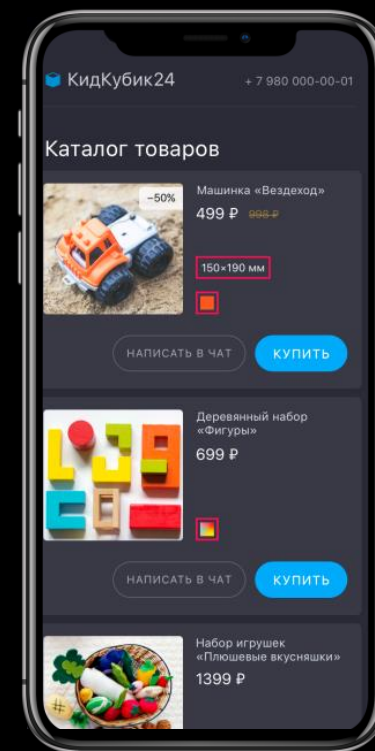 КидКубик24
+ 7 980 000-00-01
Каталог товаров
-50%
Машинка «Вездеход»
499 ₽ 998 ₽
150×190 мм
НАПИСАТЬ В ЧАТ
КУПИТЬ
Деревянный набор
«Фигуры»
699 ₽
НАПИСАТЬ В ЧАТ
КУПИТЬ
Набор игрушек
«Плюшевые вкусняшки»
1399 ₽